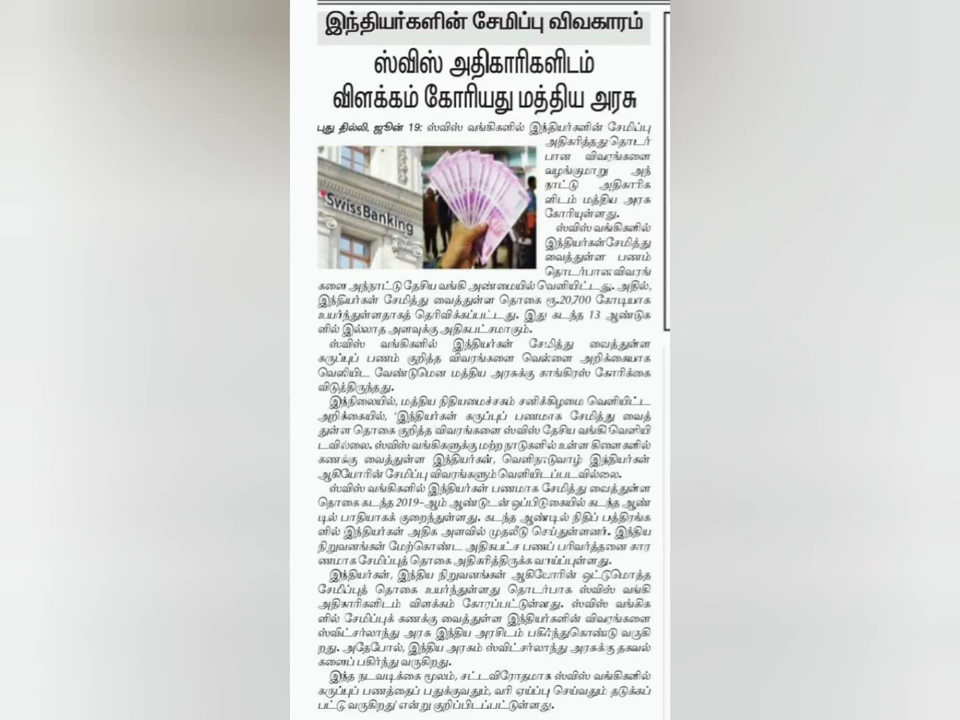 இந்தியர்களின் சேமிப்பு விவகாரம்
ஸ்விஸ் அதிகாரிகளிடம்
விளக்கம் கோரியது மத்திய அரசு
புது தில்லி, ஜூன் 19: ஸ்விஸ் வங்கிகளில் இந்தியர்களின் சேமிப்பு
அதிகரித்தது தொடர்
பான விவரங்களை
வழங்குமாறு அந்
நாட்டு அதிகாரிக
ளிடம் மத்திய அரசு
கோரியுள்ளது.
SwissBanking
ஸ்விஸ் வங்கிகளில்
இந்தியர்கள் சேமித்து
வைத்துள்ள பணம்
தொடர்பான விவரங்
களை அந்நாட்டு தேசிய வங்கி அண்மையில் வெளியிட்டது. அதில்,
இந்தியர்கள் சேமித்து வைத்துள்ள தொகை ரூ.20,700 கோடியாக
உயர்ந்துள்ளதாகத் தெரிவிக்கப்பட்டது. இது கடந்த 13 ஆண்டுக
ளில் இல்லாத அளவுக்கு அதிகபட்சமாகும்.
ஸ்விஸ் வங்கிகளில் இந்தியர்கள் சேமித்து வைத்துள்ள
கருப்புப் பணம் குறித்த விவரங்களை வெள்ளை அறிக்கையாக
வெளியிட வேண்டுமென மத்திய அரசுக்கு காங்கிரஸ் கோரிக்கை
விடுத்திருந்தது.
இந்நிலையில், மத்திய நிதியமைச்சகம் சனிக்கிழமை வெளியிட்ட
அறிக்கையில், 'இந்தியர்கள் கருப்புப் பணமாக சேமித்து வைத்
துள்ள தொகை குறித்த விவரங்களை ஸ்விஸ் தேசிய வங்கி வெளியி
டவில்லை. ஸ்விஸ் வங்கிகளுக்கு மற்ற நாடுகளில் உள்ள கிளைகளில்
கணக்கு வைத்துள்ள இந்தியர்கள், வெளிநாடுவாழ் இந்தியர்கள்
ஆகியோரின் சேமிப்பு விவரங்களும் வெளியிடப்படவில்லை.
ஸ்விஸ் வங்கிகளில் இந்தியர்கள் பணமாக சேமித்து வைத்துள்ள
தொகை கடந்த 2019-ஆம் ஆண்டுடன் ஒப்பிடுகையில் கடந்த ஆண்
டில் பாதியாகக் குறைந்துள்ளது. கடந்த ஆண்டில் நிதிப் பத்திரங்க
ளில் இந்தியர்கள் அதிக அளவில் முதலீடு செய்துள்ளனர். இந்திய
நிறுவனங்கள் மேற்கொண்ட அதிகபட்ச பணப் பரிவர்த்தனை கார
ணமாக சேமிப்புத் தொகை அதிகரித்திருக்க வாய்ப்புள்ளது.
இந்தியர்கள், இந்திய நிறுவனங்கள் ஆகியோரின் ஒட்டுமொத்த
சேமிப்புத் தொகை உயர்ந்துள்ளது தொடர்பாக ஸ்விஸ் வங்கி
அதிகாரிகளிடம் விளக்கம் கோரப்பட்டுள்ளது. ஸ்விஸ் வங்கிக
ளில் சேமிப்புக் கணக்கு வைத்துள்ள இந்தியர்களின் விவரங்களை
ஸ்விட்சர்லாந்து அரசு இந்திய அரசிடம் பகிர்ந்துகொண்டு வருகி
றது. அதேபோல், இந்திய அரசும் ஸ்விட்சர்லாந்து அரசுக்கு தகவல்
களைப் பகிர்ந்து வருகிறது.
இந்த நடவடிக்கை மூலம், சட்டவிரோதமாக ஸ்விஸ் வங்கிகளில்
கருப்புப் பணத்தைப் பதுக்குவதும், வரி ஏய்ப்பு செய்வதும் தடுக்கப்
பட்டு வருகிறது' என்று குறிப்பிடப்பட்டுள்ளது.